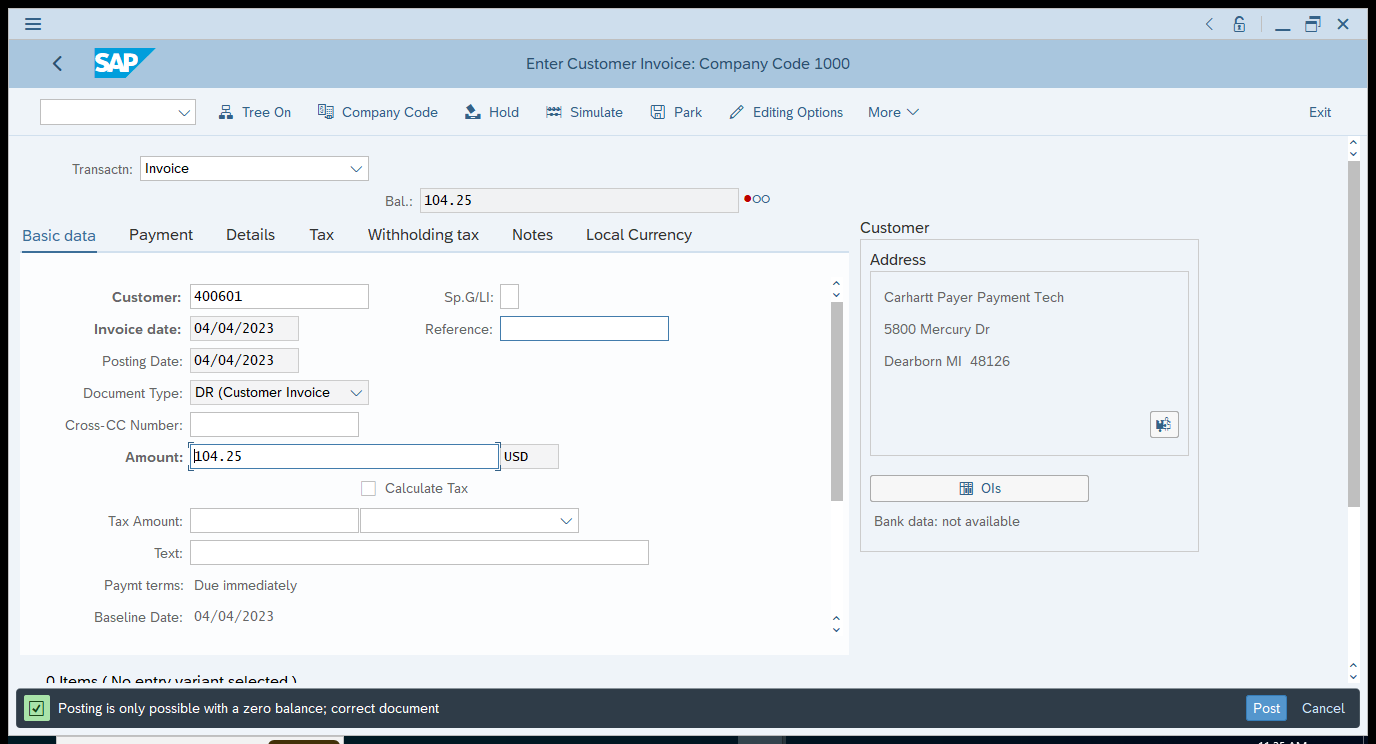 SAP
Enter Customer Invoice: Company Code 1000
Tree On
Company Code
Hold
Simulate
Park
Editing Options
More
Exit
Transactn: Invoice
Bal.: 104.25
Basic data
Payment
Details
Tax
Withholding tax
Notes
Local Currency
Customer: 400601
Sp.G/LI:
Invoice date: 04/04/2023
Reference:
Posting Date: 04/04/2023
Document Type: DR (Customer Invoice
Cross-CC Number:
Amount: 104.25 USD
Calculate Tax
Tax Amount:
Text:
Paymt terms: Due immediately
Baseline Date: 04/04/2023
Customer
Address
Carhartt Payer Payment Tech
5800 Mercury Dr
Dearborn MI 48126
OIs
Bank data: not available
0 Items ( No entry variant selected )
Posting is only possible with a zero balance; correct document
Post
Cancel